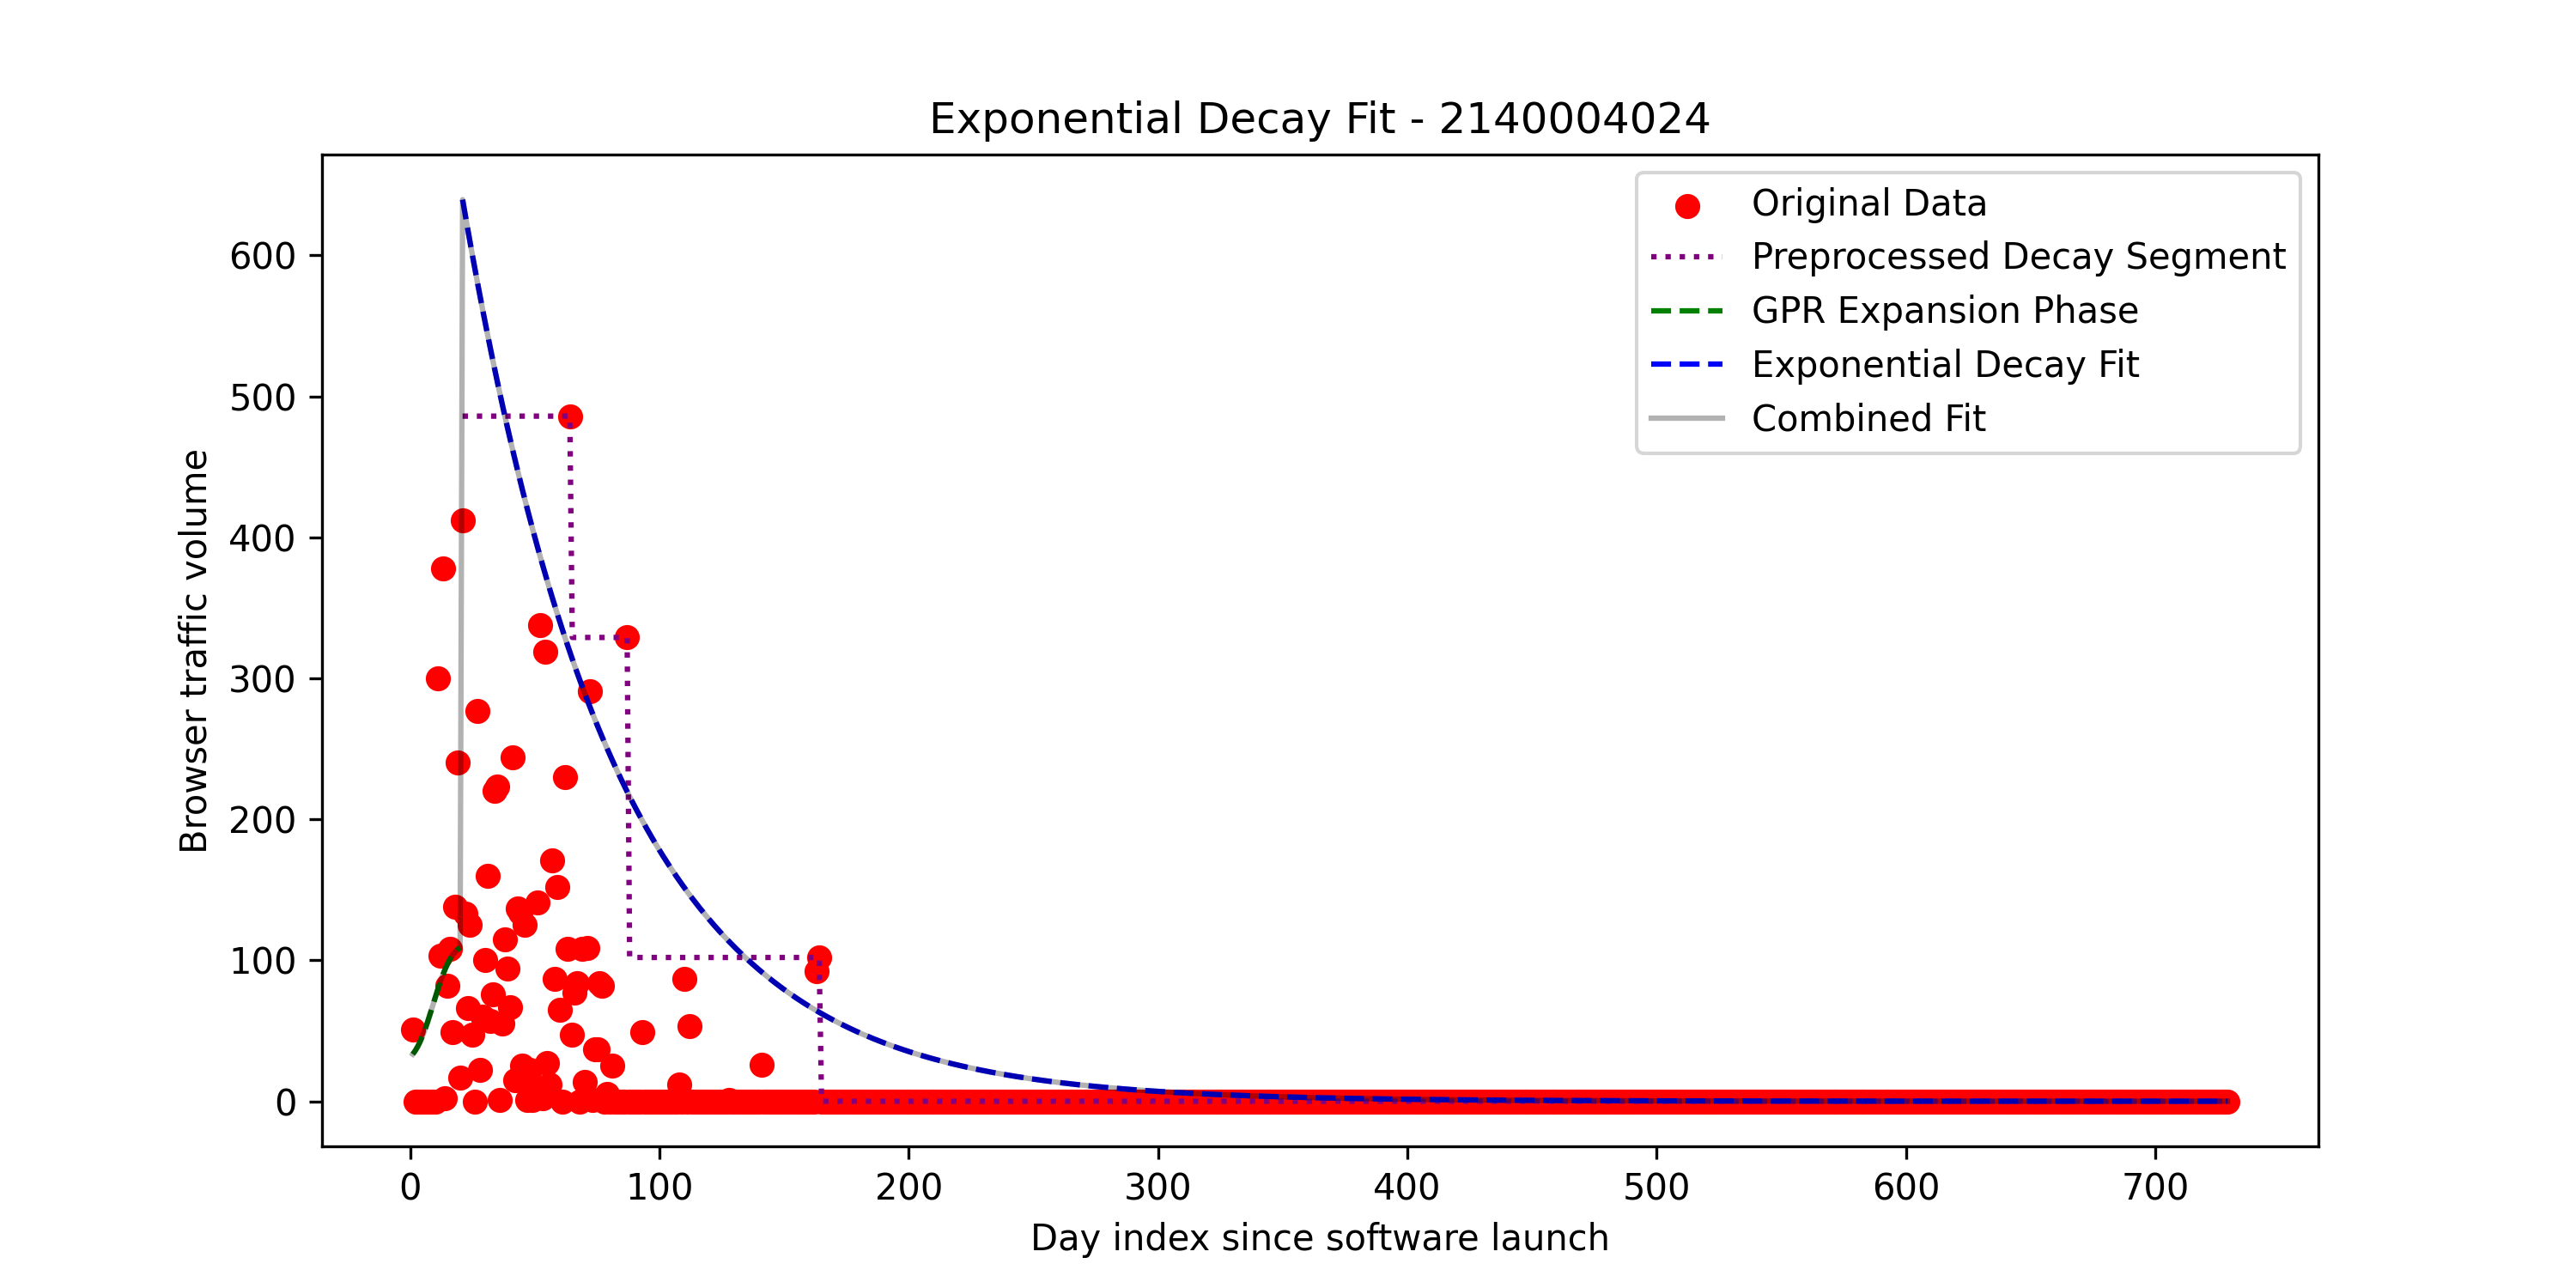 Exponential Decay Fit - 2140004024
Original Data
Preprocessed Decay Segment
GPR Expansion Phase
Exponential Decay Fit
Combined Fit
Browser traffic volume
600
500
400
300
200
100
0
0 100 200 300 400 500 600 700
Day index since software launch